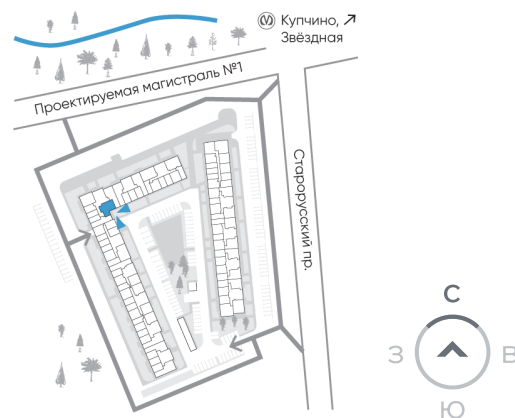 Купчино,
Звёздная
Проектируемая магистраль №1
Старорусский пр.
С
З
В
Ю